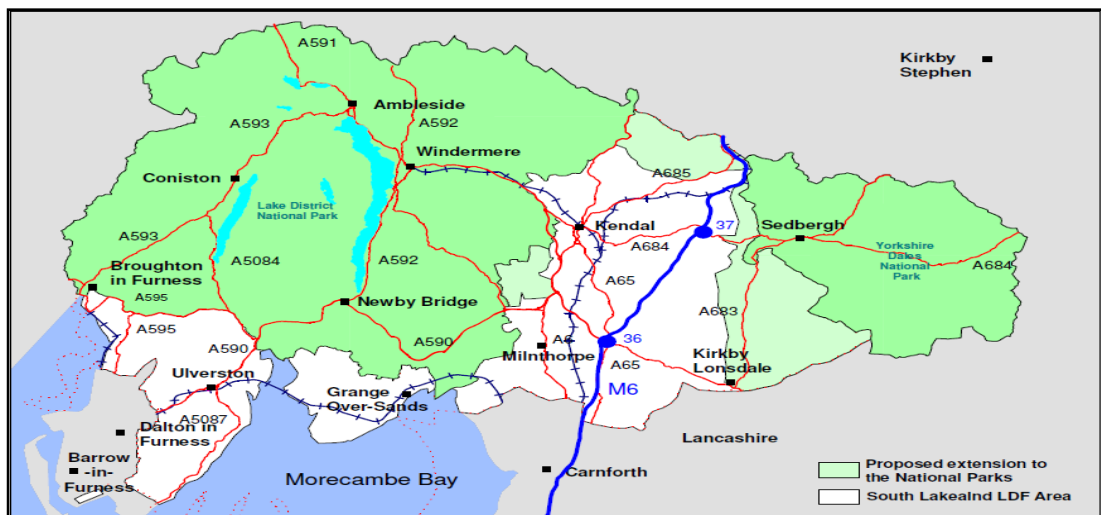 A591
Kirkby
Stephen
Ambleside
A593
A592
Windermere
Coniston
A685
Lake District
National Park
Kendal
37
Sedbergh
A593
A684
Yorkshire
Dales
National
Park
A5084
A592
A684
Broughton
in Furness
A65
A595
Newby Bridge
A683
A595
A590
A590
A6
36
Milnthorpe
Kirkby
Lonsdale
A65
Ulverston
Grange
Over-Sands
M6
A5087
Dalton in
Furness
Lancashire
Barrow
-in-
Furness
Carnforth
Morecambe Bay
Proposed extension to
the National Parks
South Lakealnd LDF Area